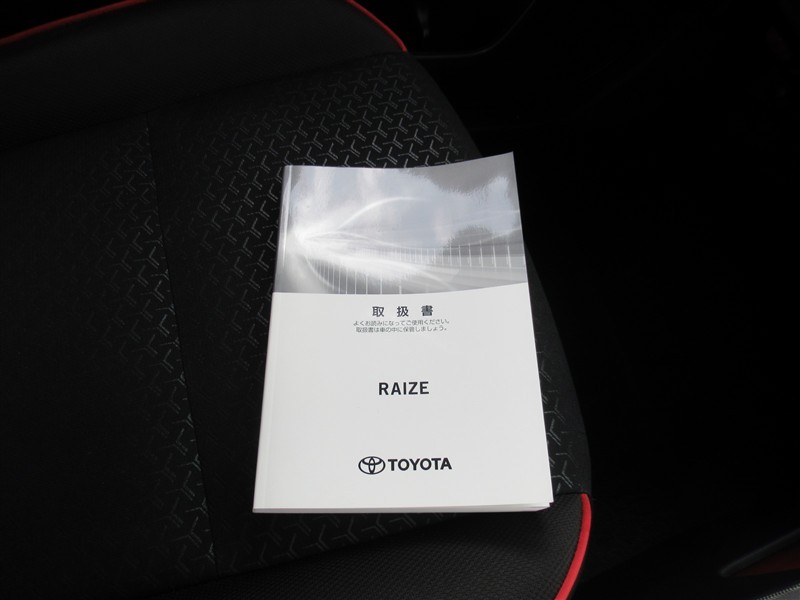 取扱書
よくお読みになってご使用ください。
取扱書は車の中に保管しましょう。
RAIZE
TOYOTA